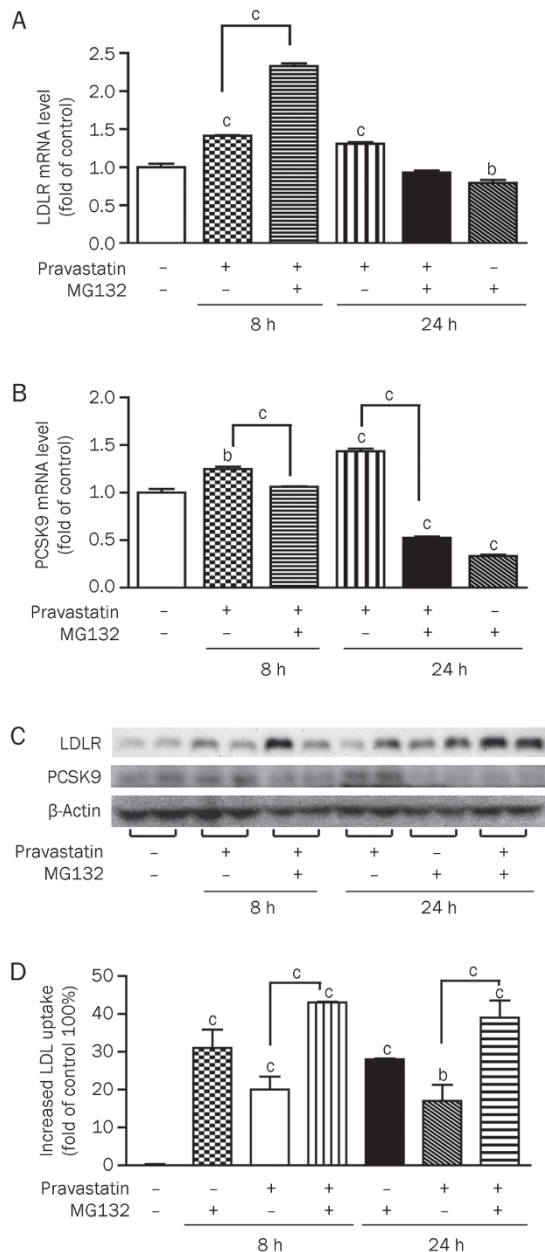 A
LDLR mRNA level
(fold of control)
2.5
2.0
1.5
1.0
0.5
0.0
c
c
c
b
Pravastatin – + + + + –
MG132 – – + – + +
8 h 24 h
B
PCSK9 mRNA level
(fold of control)
2.0
1.5
1.0
0.5
0.0
b
c
c
c
c
c
Pravastatin – + + + + –
MG132 – – + – + +
8 h 24 h
C
LDLR
PCSK9
β-Actin
Pravastatin – + + + – +
MG132 – – + – + +
8 h 24 h
D
Increased LDL uptake
(fold of control 100%)
50
40
30
20
10
0
c
c
c
c
c
b
c
c
Pravastatin – – + + – + +
MG132 – + – + + – +
8 h 24 h